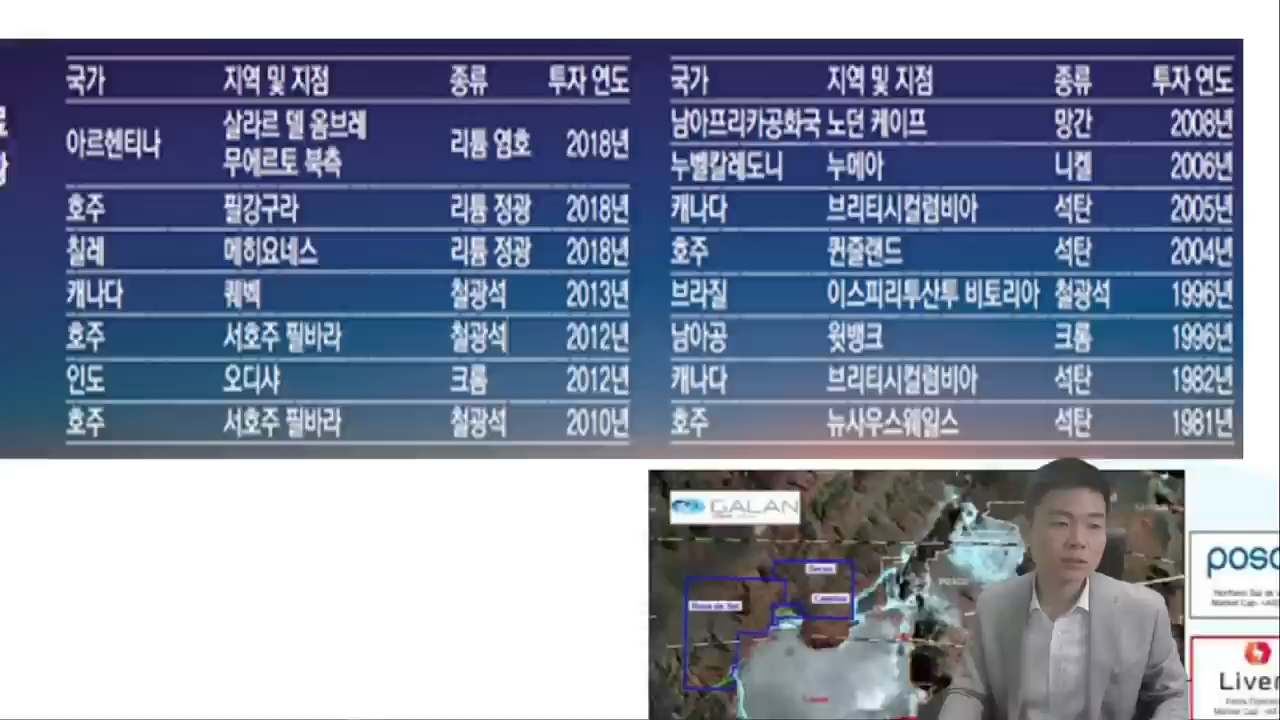 국가 지역 및 지점 종류 투자 연도
아르헨티나 살라르 델 옴브레 무에르토 북측 리튬 염호 2018년
호주 필강구라 리튬 정광 2018년
칠레 메히요네스 리튬 정광 2018년
캐나다 퀘벡 철광석 2013년
호주 서호주 필바라 철광석 2012년
인도 오디샤 크롬 2012년
호주 서호주 필바라 철광석 2010년
국가 지역 및 지점 종류 투자 연도
남아프리카공화국 노던 케이프 망간 2008년
누벨칼레도니 누메아 니켈 2006년
캐나다 브리티시컬럼비아 석탄 2005년
호주 퀸즐랜드 석탄 2004년
브라질 이스피리투산투 비토리아 철광석 1996년
남아공 윗뱅크 크롬 1996년
캐나다 브리티시컬럼비아 석탄 1982년
호주 뉴사우스웨일스 석탄 1981년
GALAN
posc
Liven